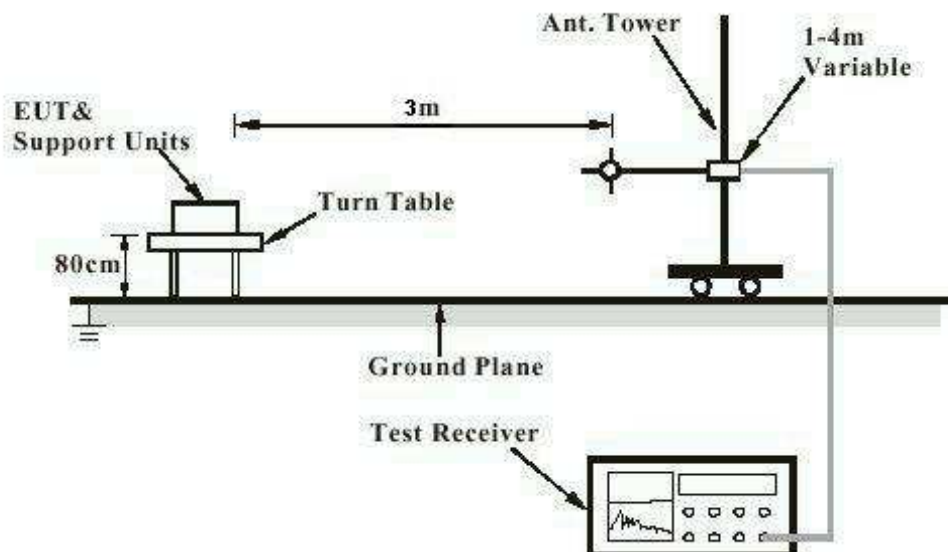 Ant. Tower
1-4m
Variable
3m
EUT&
Support Units
Turn Table
80cm
Ground Plane
Test Receiver